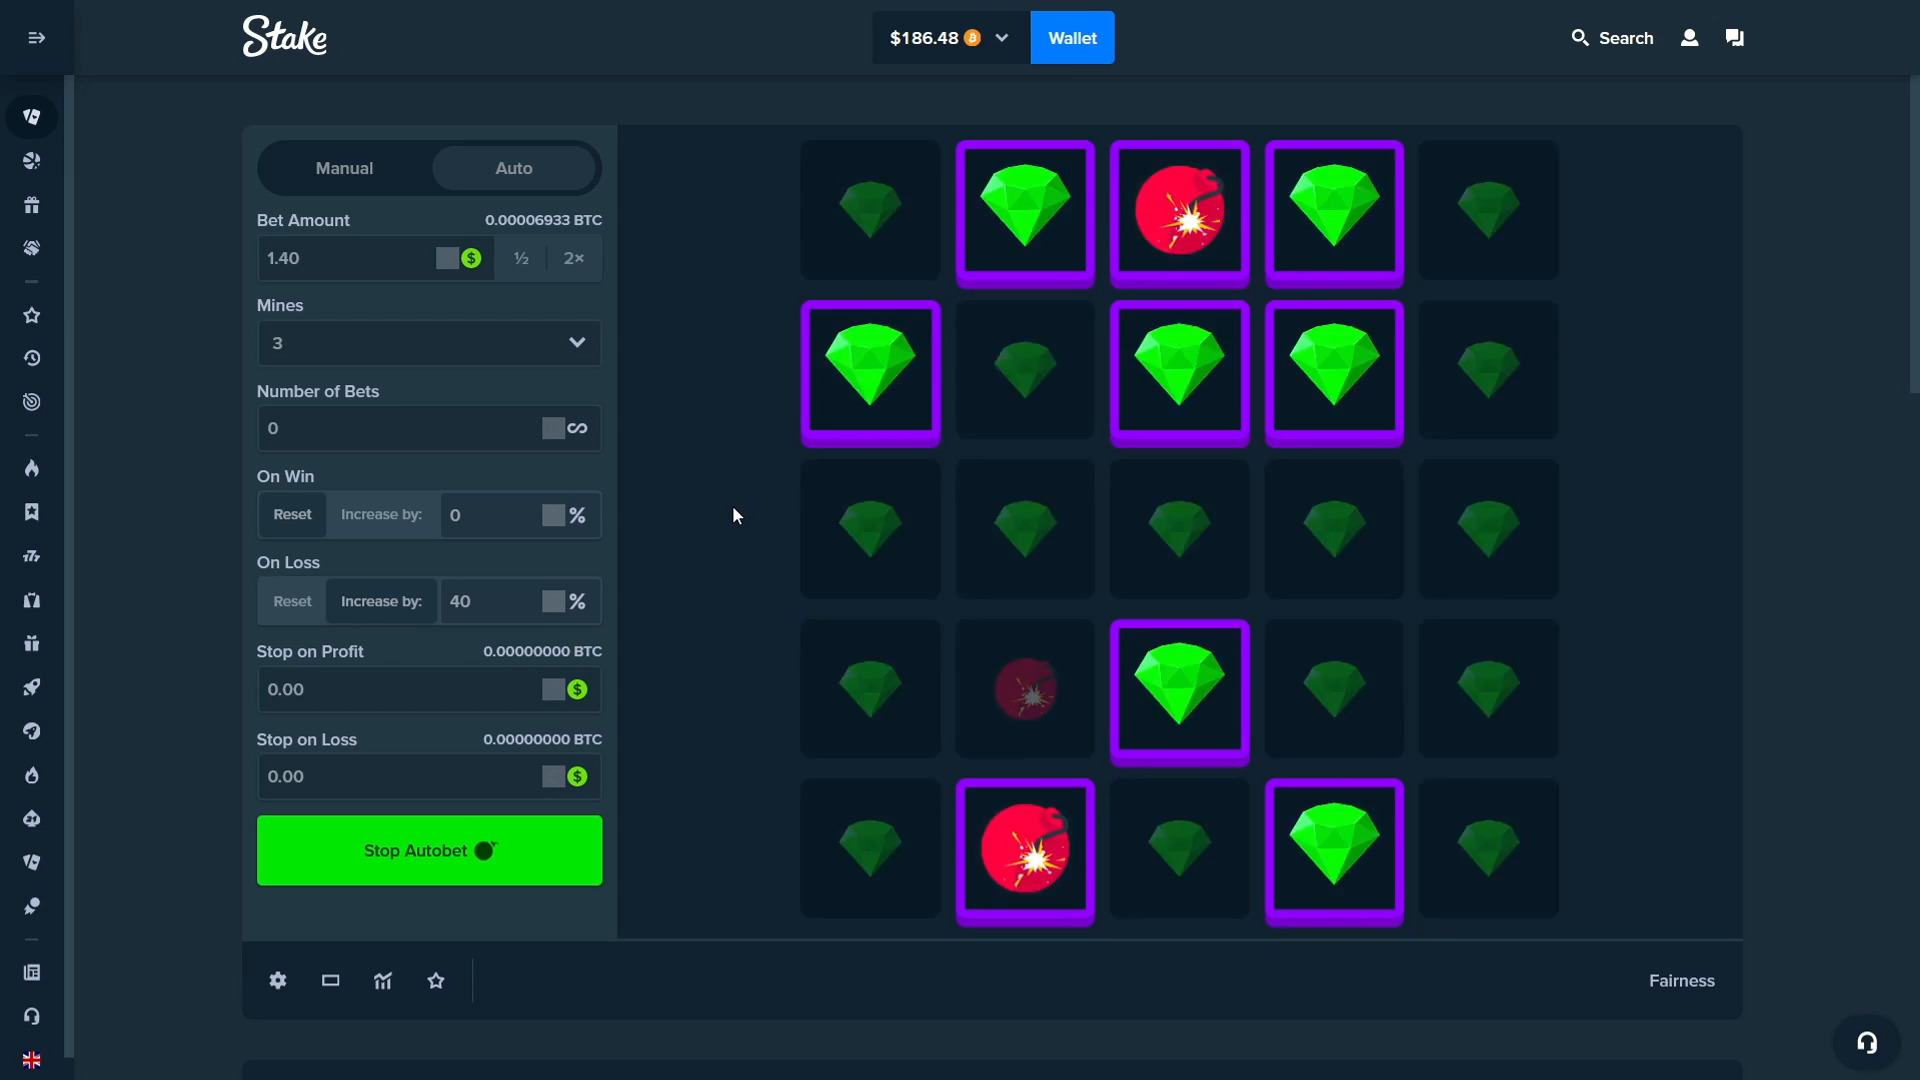 Stake
$186.48
Wallet
Search
Manual
Auto
Bet Amount
0.00006933 BTC
1.40
½
2×
Mines
3
Number of Bets
0
On Win
Reset
Increase by:
0
%
On Loss
Reset
Increase by:
40
%
Stop on Profit
0.00000000 BTC
0.00
Stop on Loss
0.00000000 BTC
0.00
Stop Autobet
Fairness